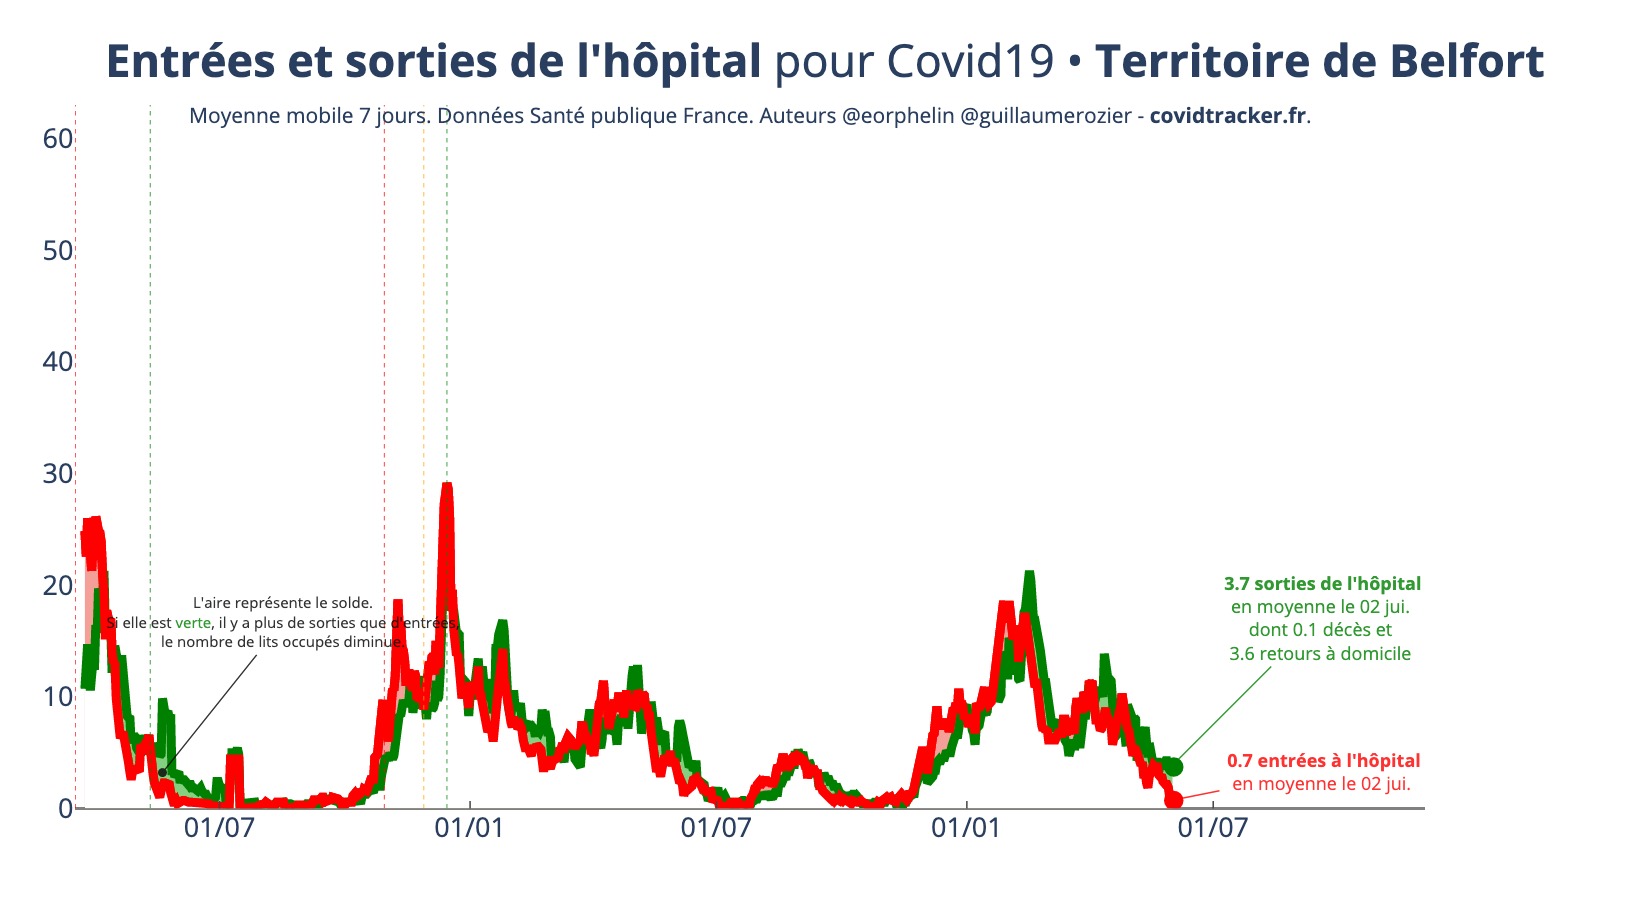 Entrées et sorties de l'hôpital pour Covid19 • Territoire de Belfort
Moyenne mobile 7 jours. Données Santé publique France. Auteurs @eorphelin @guillaumerozier - covidtracker.fr.
60
50
40
30
20
10
0
L'aire représente le solde.
Si elle est verte, il y a plus de sorties que d'entrées,
le nombre de lits occupés diminue.
3.7 sorties de l'hôpital
en moyenne le 02 jui.
dont 0.1 décès et
3.6 retours à domicile
0.7 entrées à l'hôpital
en moyenne le 02 jui.
01/07
01/01
01/07
01/01
01/07